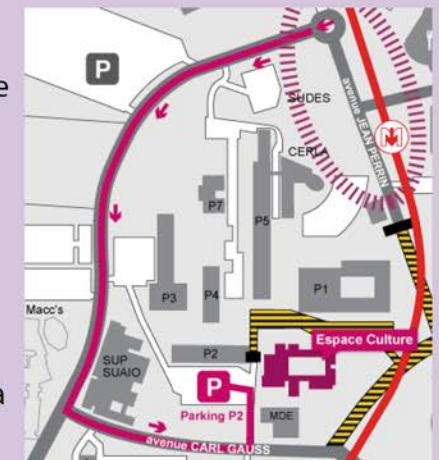 e
P
SUDES
avenue JEAN PERRIN
M
CERLA
P7
P5
P1
P3
P4
Macc's
Espace Culture
P2
SUP
SUAIO
P
Parking P2
MDE
a
avenue CARL GAUSS